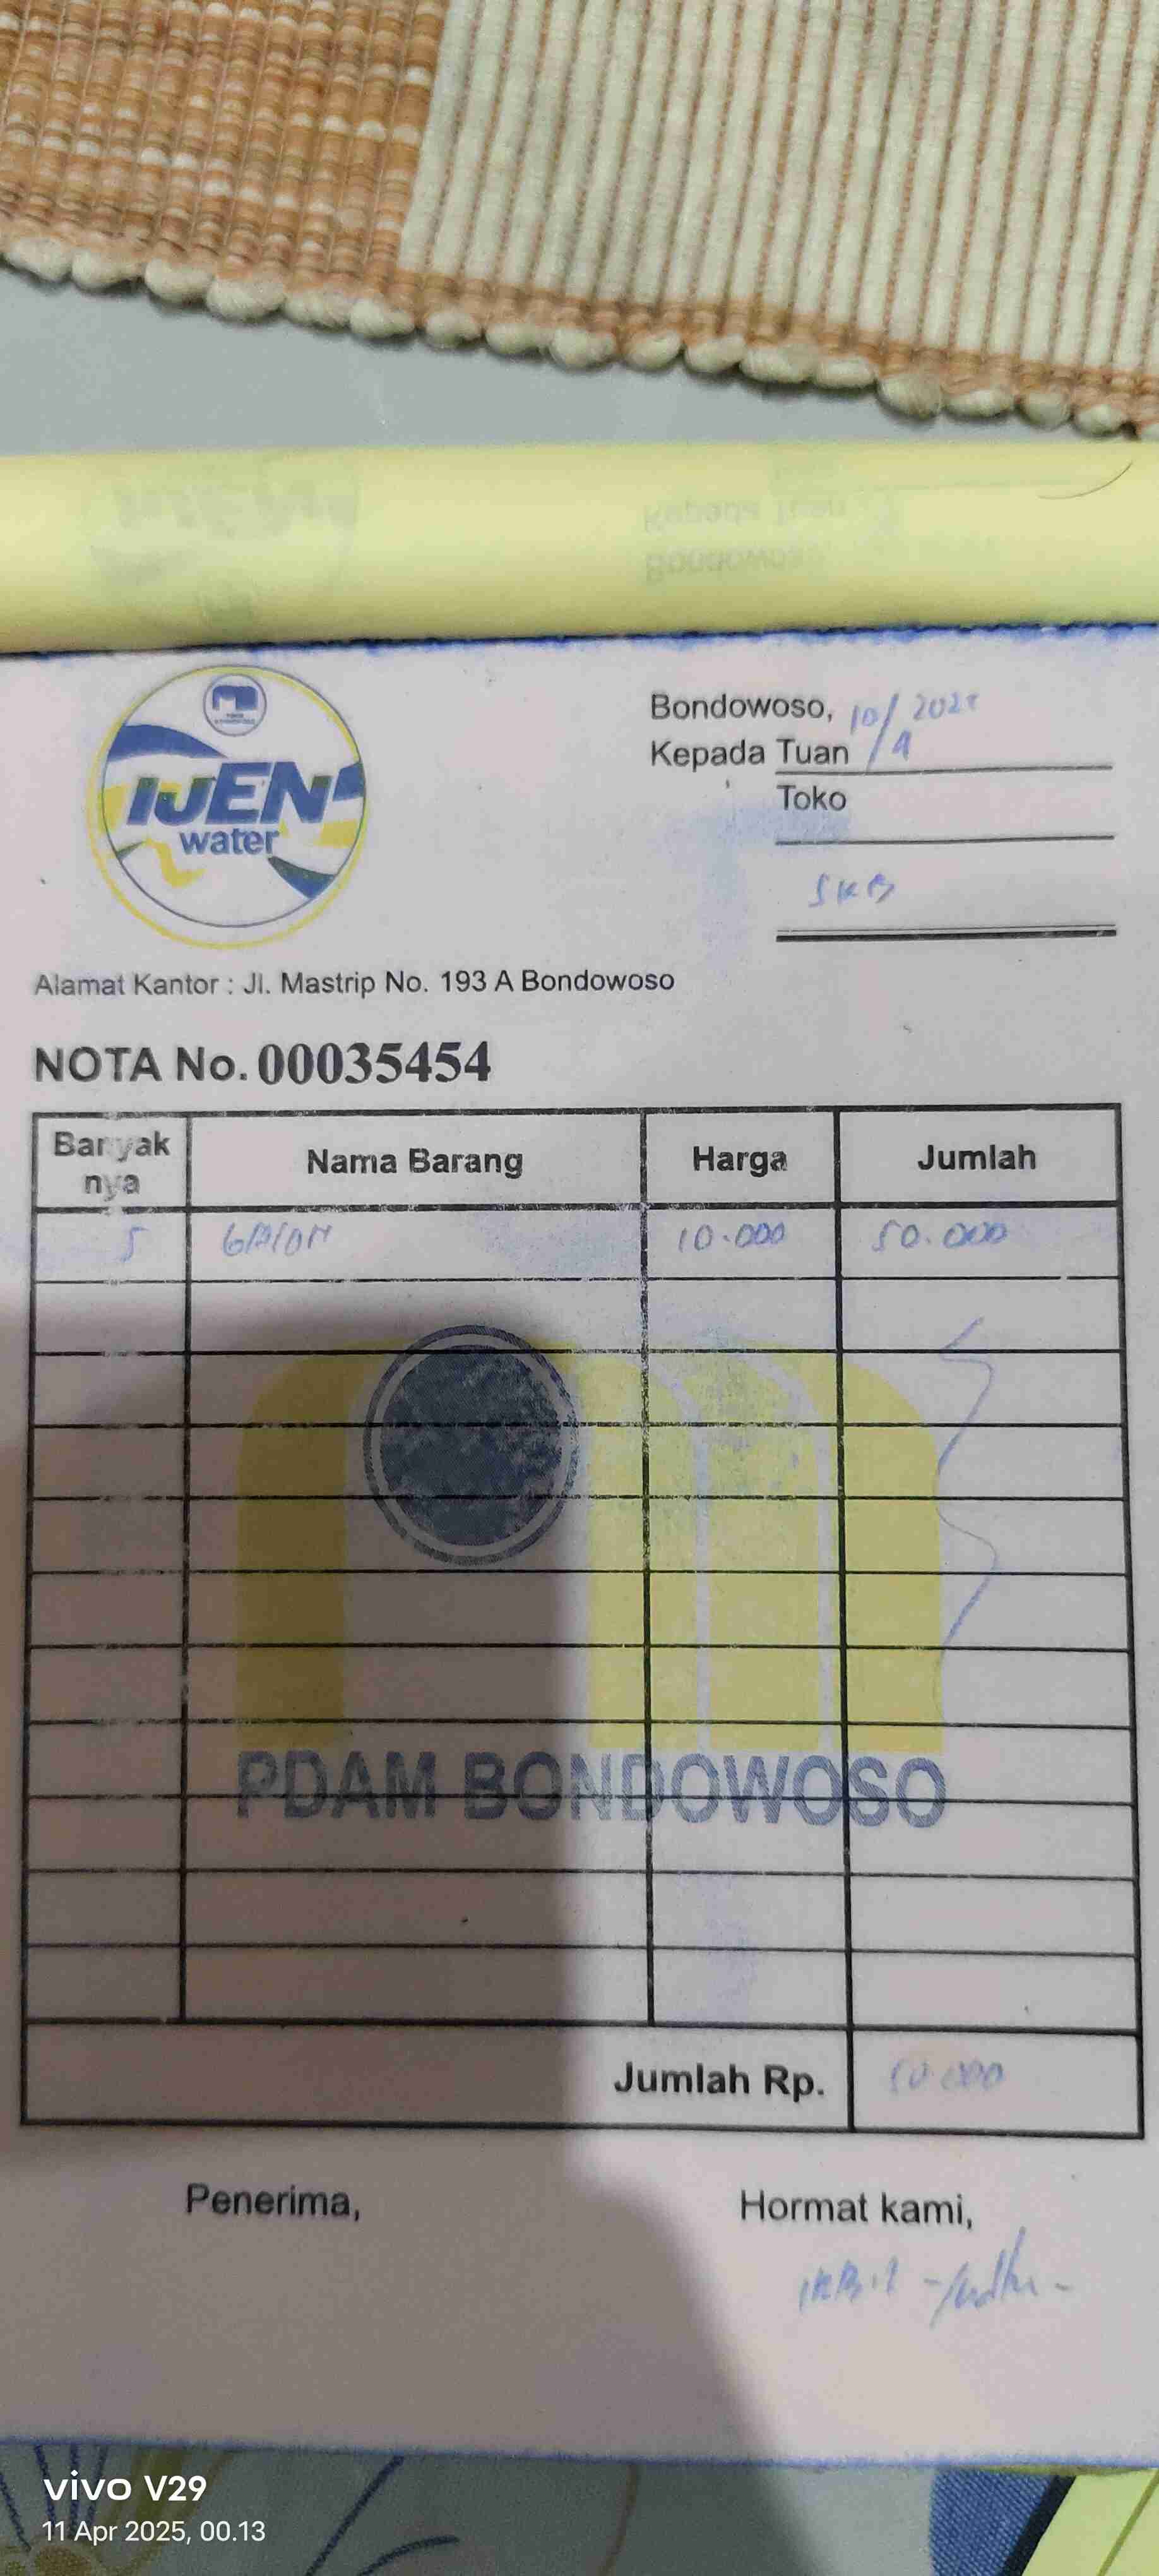 IJEN
water
Bondowoso, 10/4 2025
Kepada Tuan
Toko
SKB
Alamat Kantor : Jl. Mastrip No. 193 A Bondowoso
NOTA No. 00035454
Banyak nya Nama Barang Harga Jumlah
5 GAlON 10.000 50.000
PDAM BONDOWOSO
Jumlah Rp. 50.000
Penerima, Hormat kami,
vivo V29
11 Apr 2025, 00.13